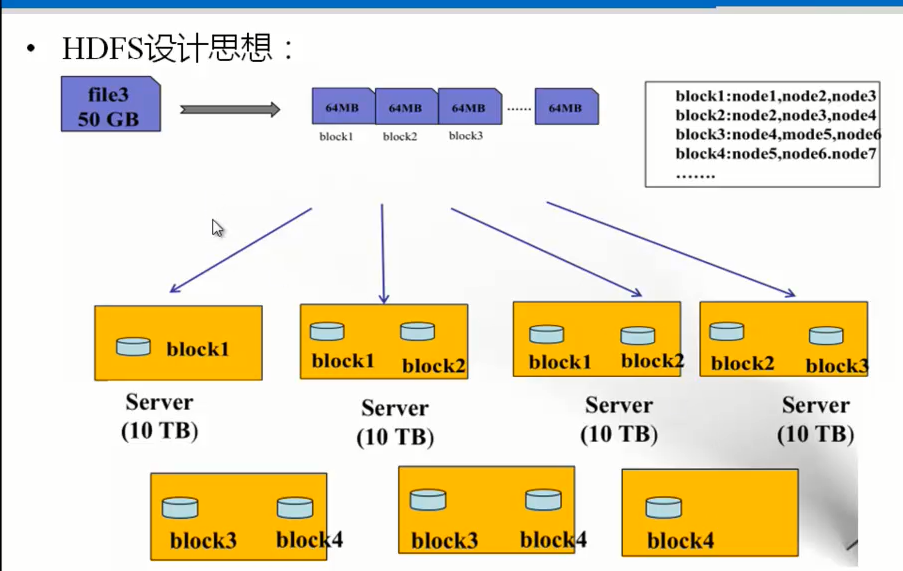 • HDFS设计思想：
file3
50 GB
64MB 64MB 64MB ...... 64MB
block1 block2 block3
block1:node1,node2,node3
block2:node2,node3,node4
block3:node4,mode5,node6
block4:node5,node6.node7
.......
block1
block1 block2
block1 block2
block2 block3
Server
(10 TB)
Server
(10 TB)
Server
(10 TB)
Server
(10 TB)
block3 block4
block3 block4
block4